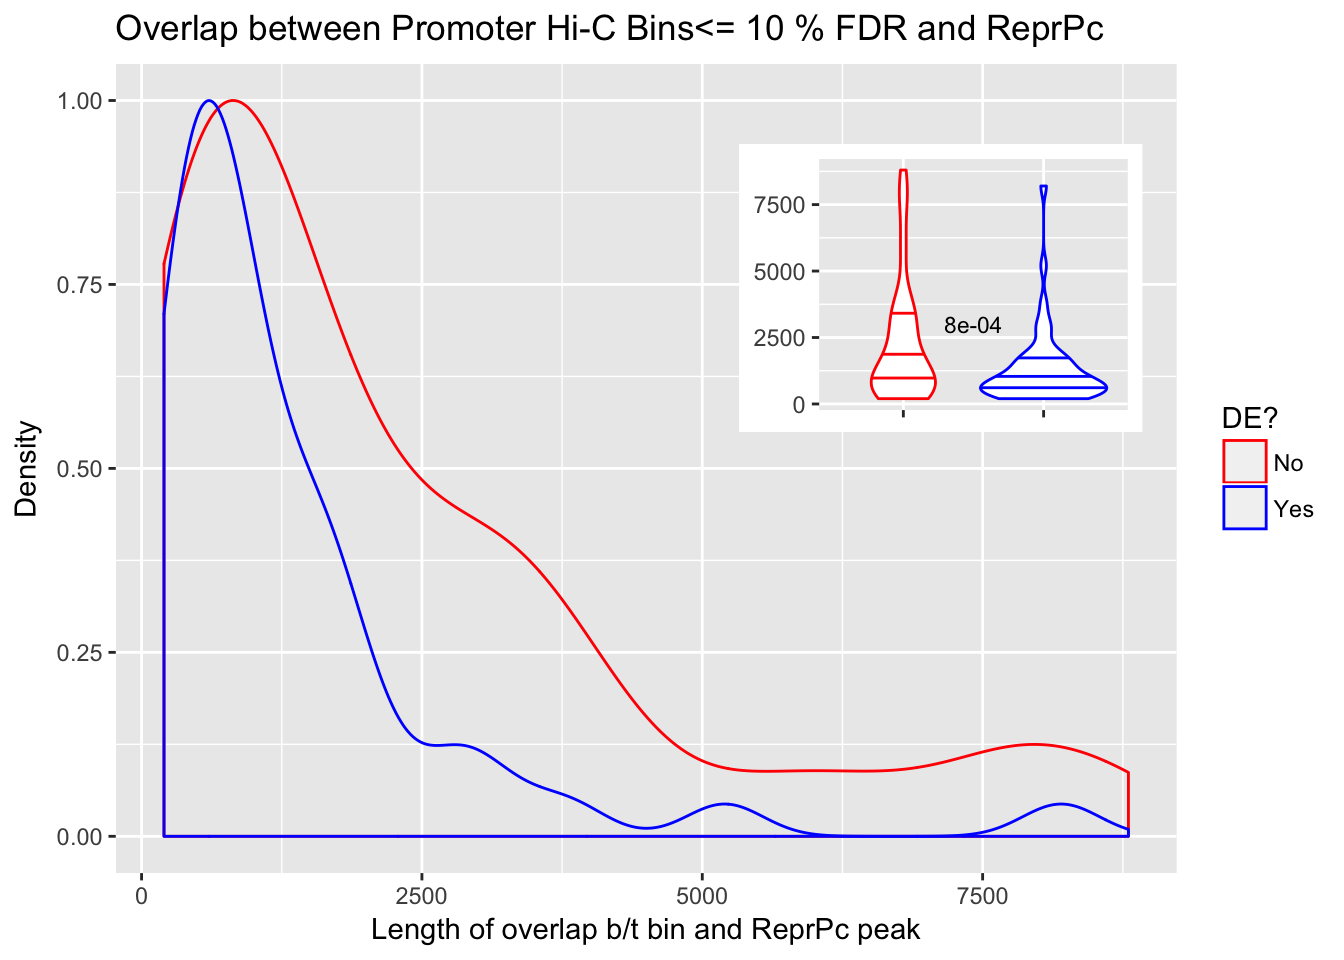 Overlap between Promoter Hi-C Bins<= 10 % FDR and ReprPc
1.00
0.75
0.50
0.25
0.00
Density
0
2500
5000
7500
Length of overlap b/t bin and ReprPc peak
7500
5000
2500
0
8e-04
DE?
No
Yes